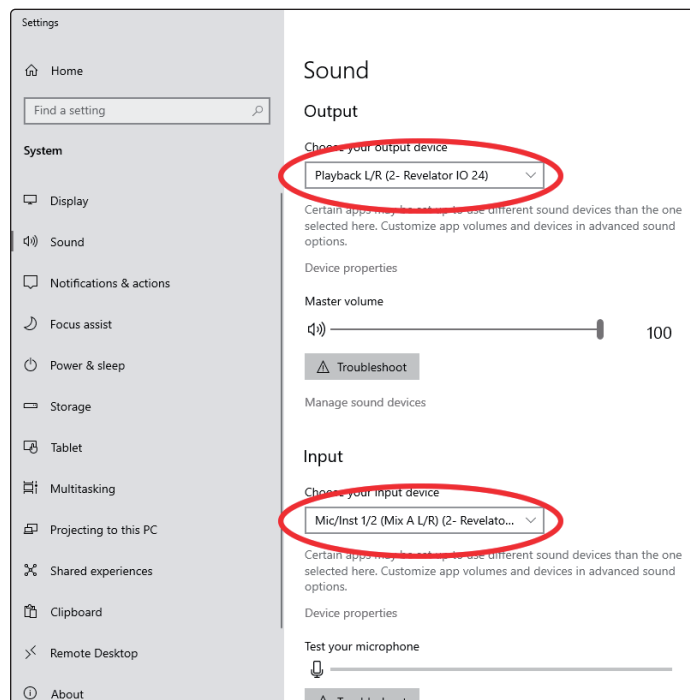 Settings
Home
Find a setting
System
Display
Sound
Notifications & actions
Focus assist
Power & sleep
Storage
Tablet
Multitasking
Projecting to this PC
Shared experiences
Clipboard
Remote Desktop
About
Sound
Output
Choose your output device
Playback L/R (2- Revelator IO 24)
Certain apps may be set up to use different sound devices than the one
selected here. Customize app volumes and devices in advanced sound
options.
Device properties
Master volume
100
Troubleshoot
Manage sound devices
Input
Choose your input device
Mic/Inst 1/2 (Mix A L/R) (2- Revelato...
Certain apps may be set up to use different sound devices than the one
selected here. Customize app volumes and devices in advanced sound
options.
Device properties
Test your microphone
Troubleshoot